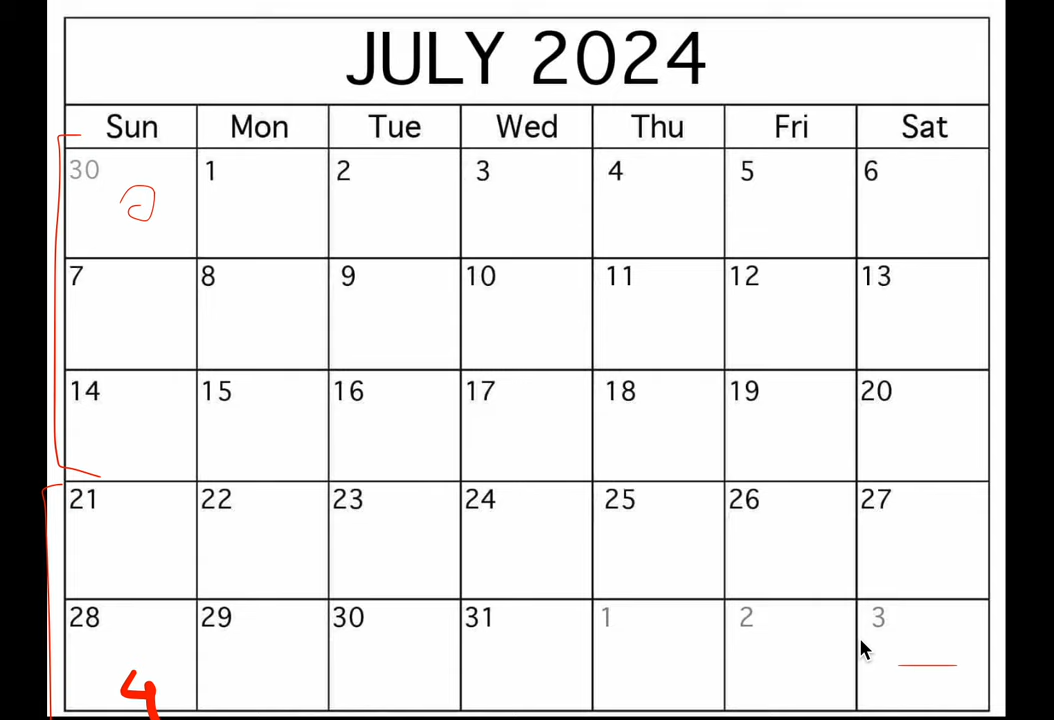 JULY 2024
Sun Mon Tue Wed Thu Fri Sat
30 1 2 3 4 5 6
7 8 9 10 11 12 13
14 15 16 17 18 19 20
21 22 23 24 25 26 27
28 29 30 31 1 2 3
4